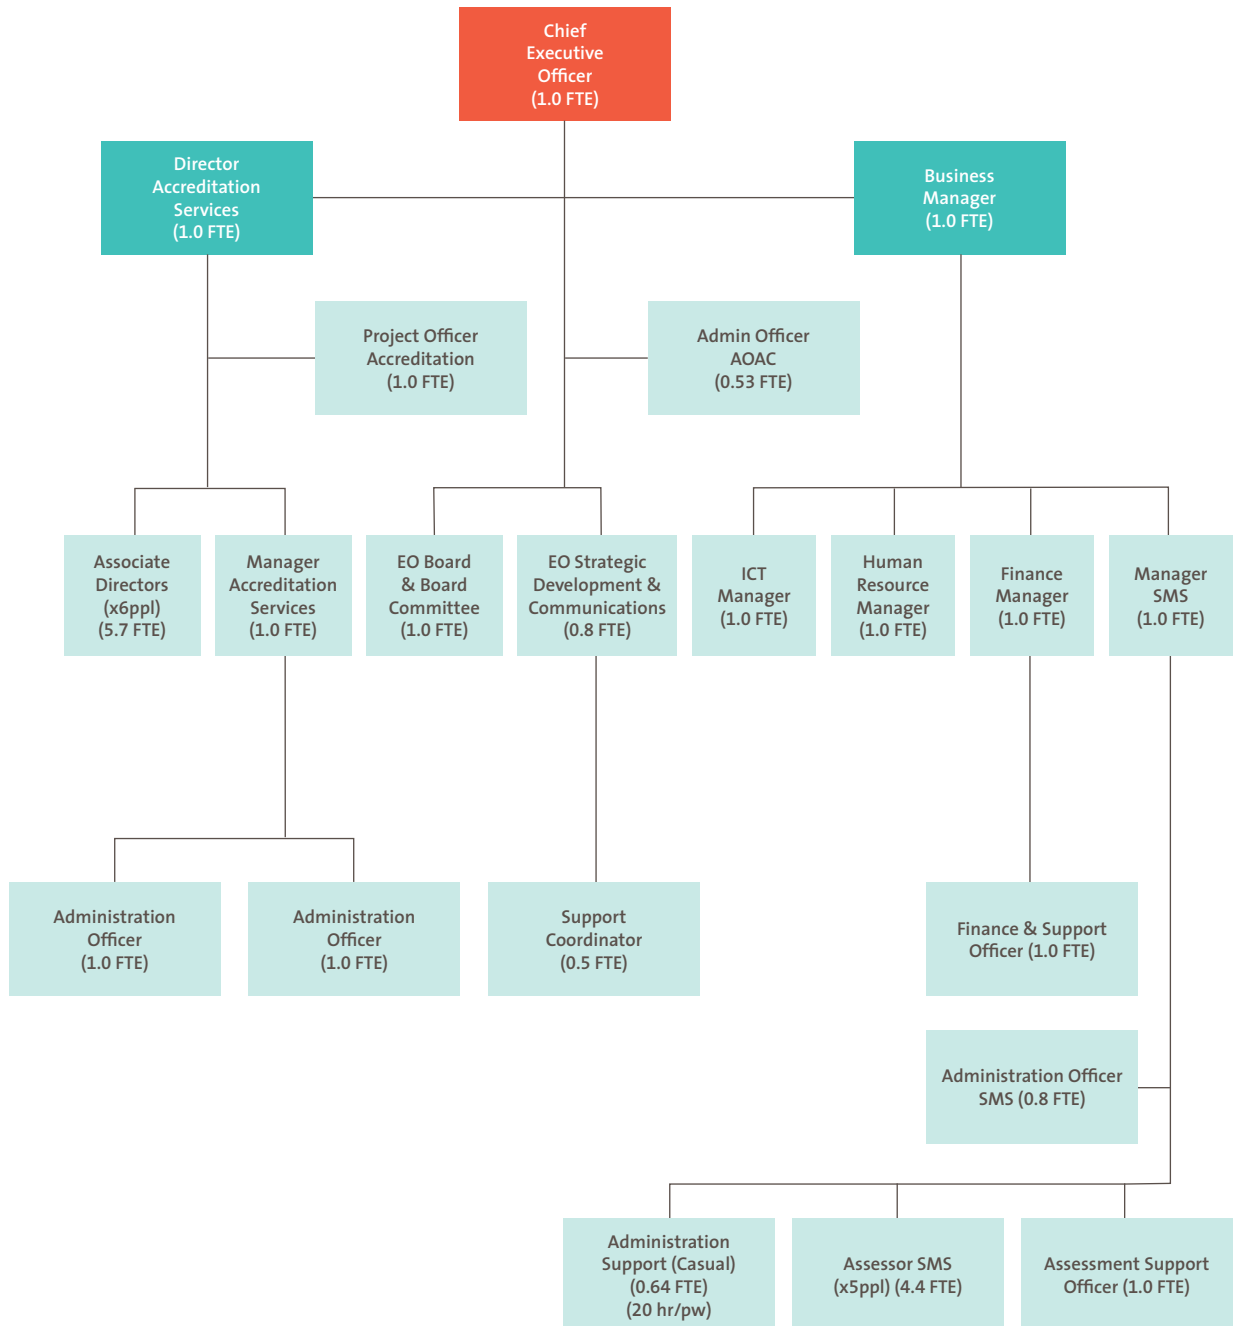 Chief
Executive
Officer
(1.0 FTE)
Director
Accreditation
Services
(1.0 FTE)
Business
Manager
(1.0 FTE)
Project Officer
Accreditation
(1.0 FTE)
Admin Officer
AOAC
(0.53 FTE)
Associate
Directors
(x6ppl)
(5.7 FTE)
Manager
Accreditation
Services
(1.0 FTE)
EO Board
& Board
Committee
(1.0 FTE)
EO Strategic
Development &
Communications
(0.8 FTE)
ICT
Manager
(1.0 FTE)
Human
Resource
Manager
(1.0 FTE)
Finance
Manager
(1.0 FTE)
Manager
SMS
(1.0 FTE)
Administration
Officer
(1.0 FTE)
Administration
Officer
(1.0 FTE)
Support
Coordinator
(0.5 FTE)
Finance & Support
Officer (1.0 FTE)
Administration Officer
SMS (0.8 FTE)
Administration
Support (Casual)
(0.64 FTE)
(20 hr/pw)
Assessor SMS
(x5ppl) (4.4 FTE)
Assessment Support
Officer (1.0 FTE)